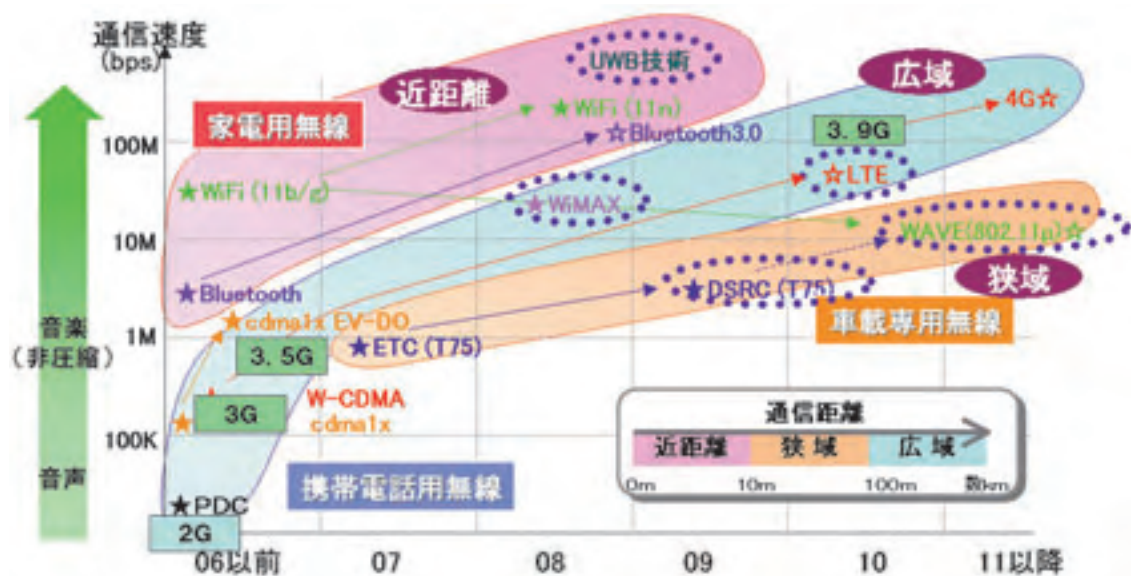 通信速度
(bps)
UWB技術
近距離
広域
家電用無線
WiFi (11n)
4G
Bluetooth3.0
3.9G
100M
WiFi (11b/g)
LTE
WiMAX
10M
WAVE(802.11p)
Bluetooth
DSRC (T75)
狭域
cdma1x EV-DO
車載専用無線
音楽
(非圧縮)
1M
ETC (T75)
3.5G
W-CDMA
3G
cdma1x
通信距離
100K
近距離 狭域 広域
音声
携帯電話用無線
0m 10m 100m 数km
PDC
2G
06以前 07 08 09 10 11以降